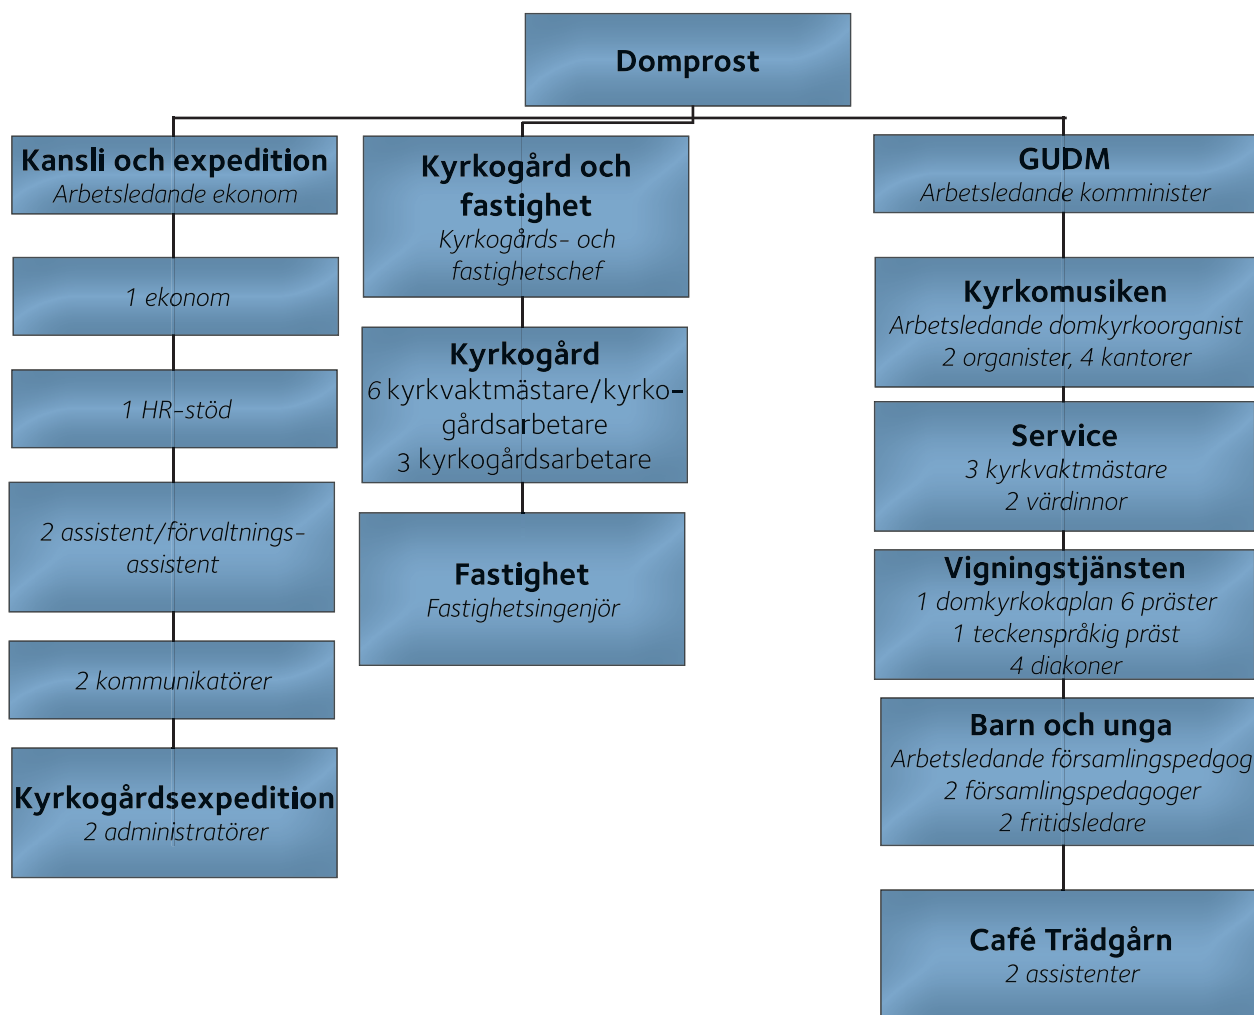 Domprost
Kansli och expedition
Arbetsledande ekonom
1 ekonom
1 HR-stöd
2 assistent/förvaltnings-
assistent
2 kommunikatörer
Kyrkogårdsexpedition
2 administratörer
Kyrkogård och
fastighet
Kyrkogårds- och
fastighetschef
Kyrkogård
6 kyrkvaktmästare/kyrko-
gårdsarbetare
3 kyrkogårdsarbetare
Fastighet
Fastighetsingenjör
GUDM
Arbetsledande komminister
Kyrkomusiken
Arbetsledande domkyrkoorganist
2 organister, 4 kantorer
Service
3 kyrkvaktmästare
2 värdinnor
Vigningstjänsten
1 domkyrkokaplan 6 präster
1 teckenspråkig präst
4 diakoner
Barn och unga
Arbetsledande församlingspedgog
2 församlingspedagoger
2 fritidsledare
Café Trädgårn
2 assistenter